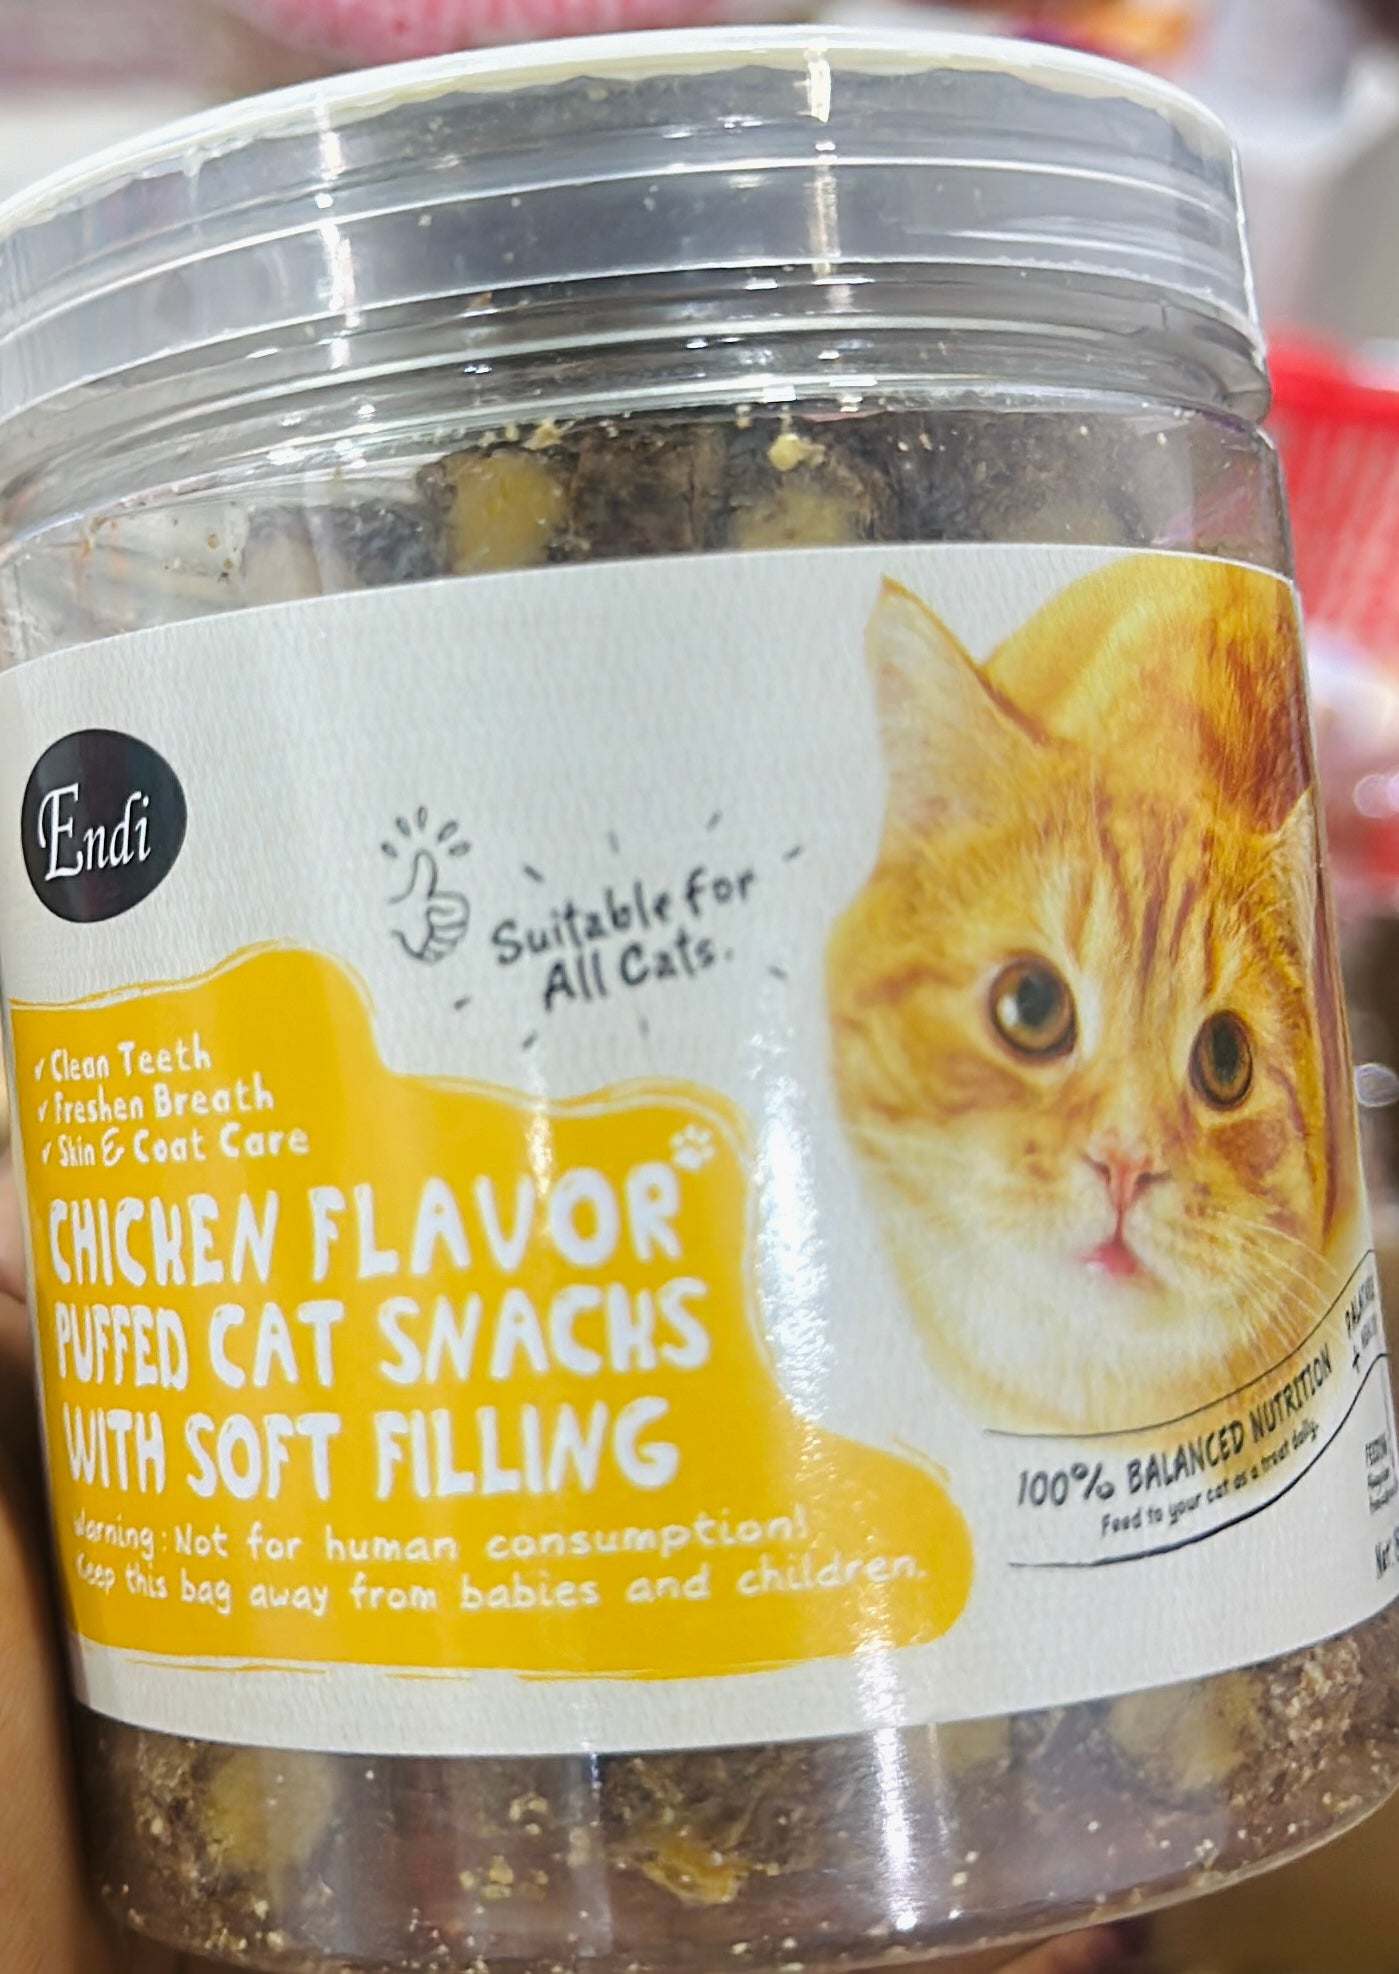 Endi
Suitable for
All Cats.
✓ Clean Teeth
✓ Freshen Breath
✓ Skin & Coat Care
CHICKEN FLAVOR
PUFFED CAT SNACKS
WITH SOFT FILLING
Warning: Not for human consumption!
Keep this bag away from babies and children.
100% BALANCED NUTRITION
Feed to your cat as a treat daily.